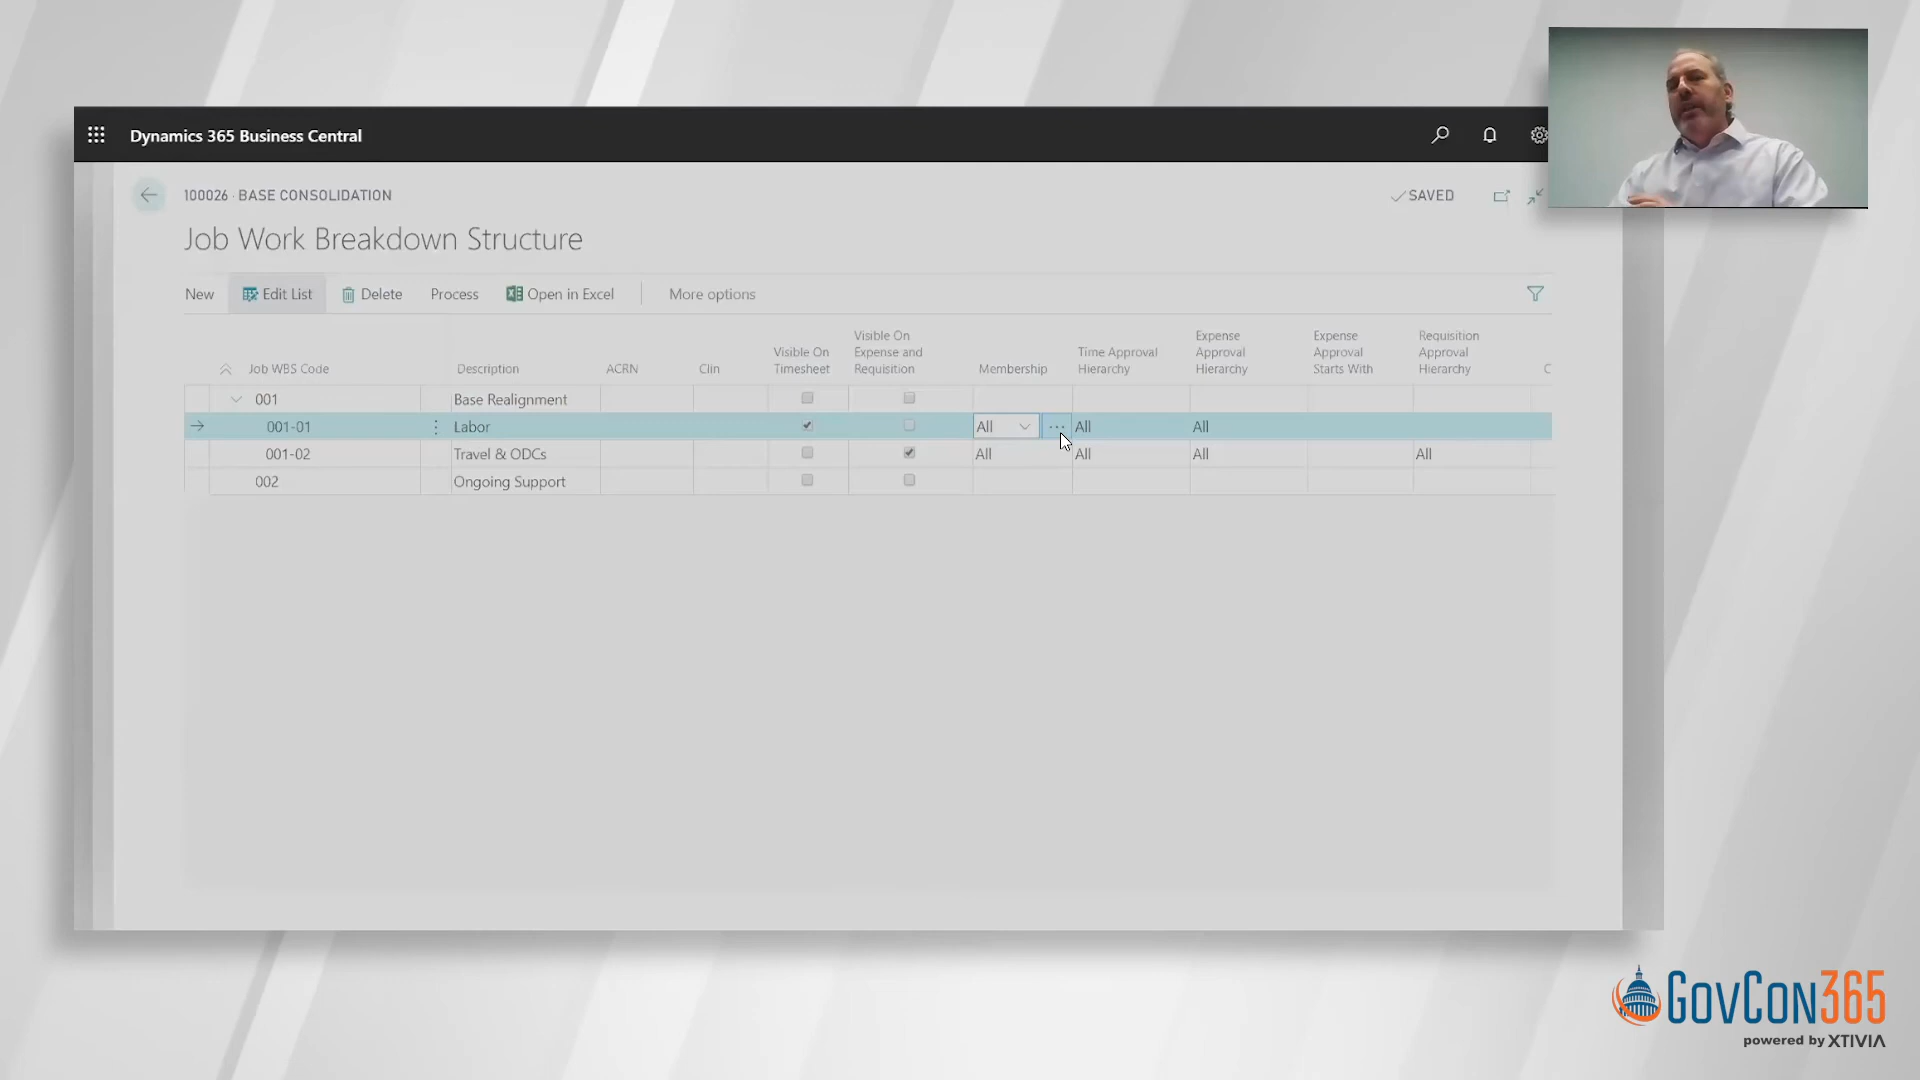 Dynamics 365 Business Central
100026 · BASE CONSOLIDATION
SAVED
Job Work Breakdown Structure
New
Edit List
Delete
Process
Open in Excel
More options
Job WBS Code
Description
ACRN
Clin
Visible On
Timesheet
Visible On
Expense and
Requisition
Membership
Time Approval
Hierarchy
Expense
Approval
Hierarchy
Expense
Approval
Starts With
Requisition
Approval
Hierarchy
C
001 Base Realignment
001-01 Labor All All All
001-02 Travel & ODCs All All All All
002 Ongoing Support
GovCon365
powered by XTIVIA